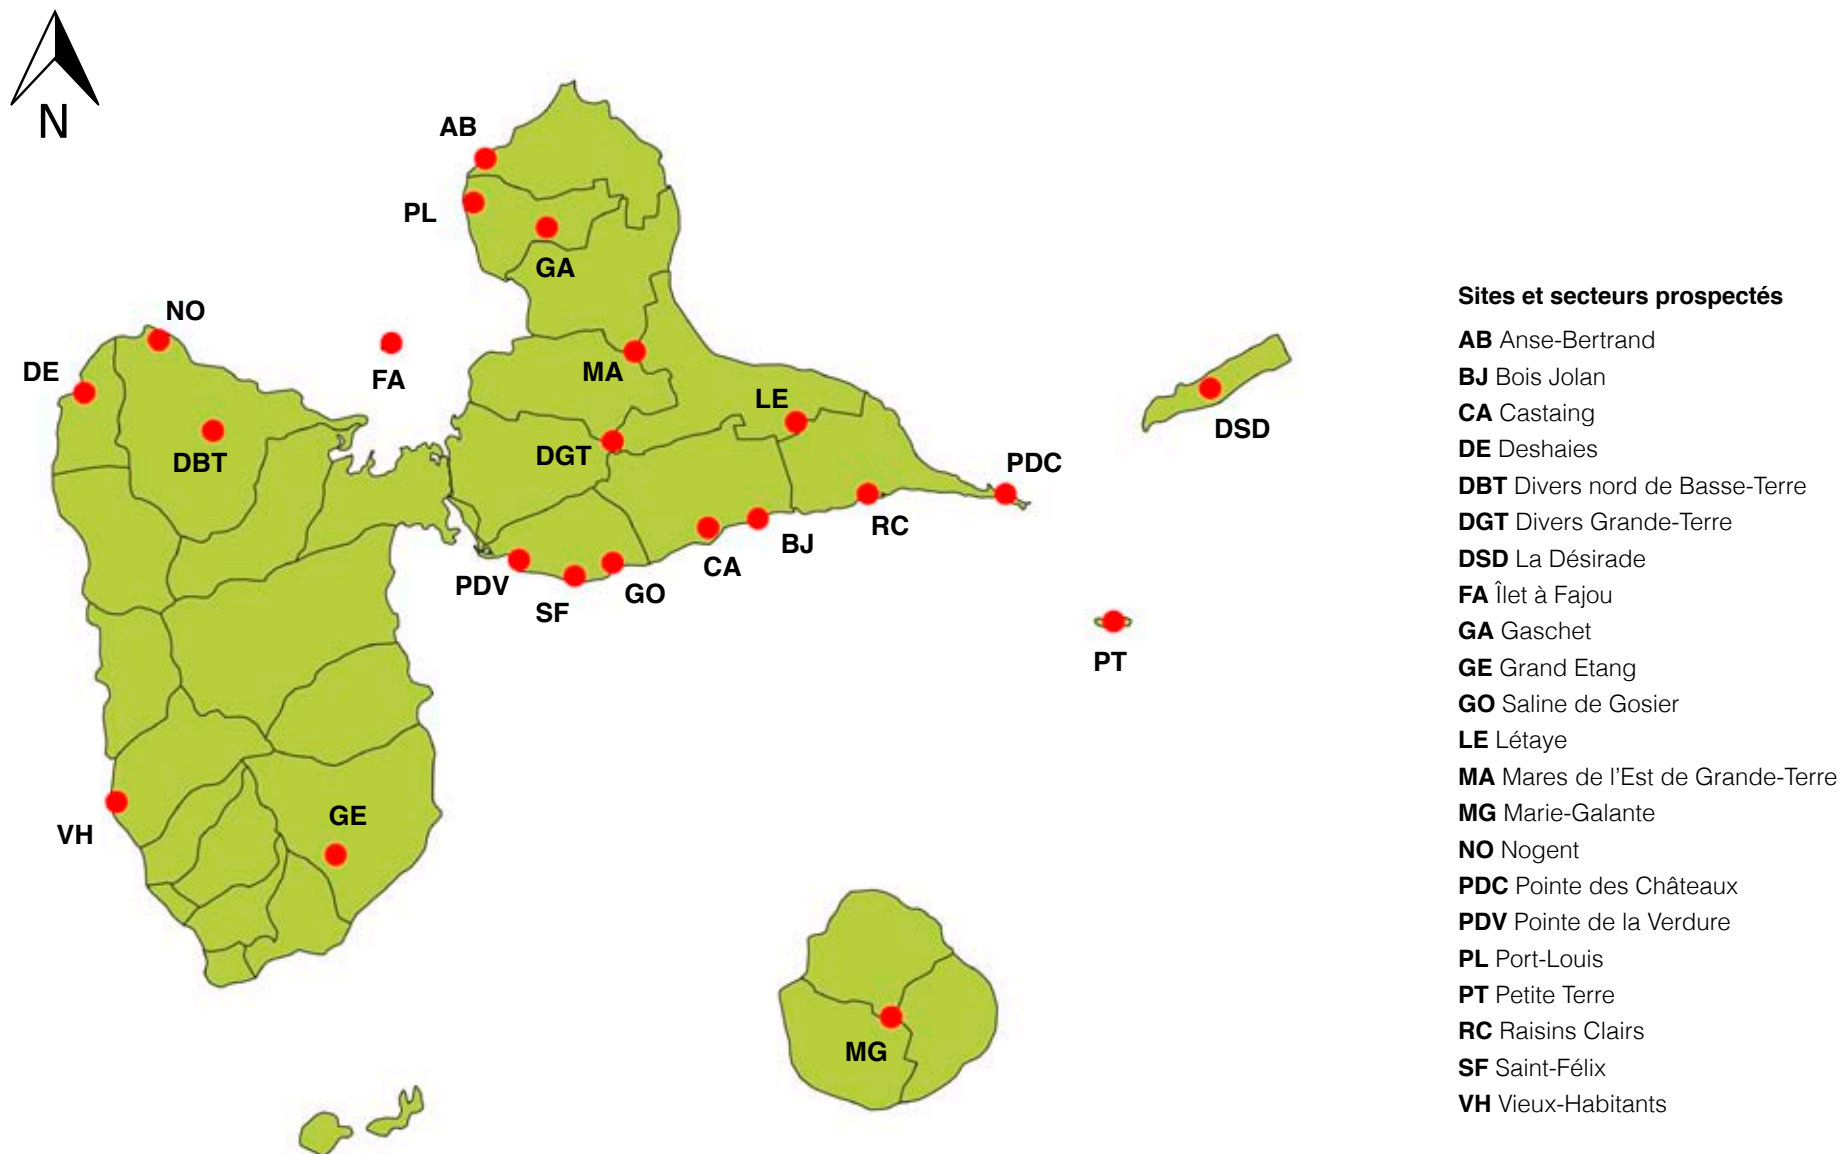 N
AB
PL
GA
NO
DE
FA
MA
LE
DBT
DGT
DSD
PDC
RC
BJ
CA
PDV
GO
SF
PT
GE
VH
MG
Sites et secteurs prospectés
AB Anse-Bertrand
BJ Bois Jolan
CA Castaing
DE Deshaies
DBT Divers nord de Basse-Terre
DGT Divers Grande-Terre
DSD La Désirade
FA Îlet à Fajou
GA Gaschet
GE Grand Etang
GO Saline de Gosier
LE Létaye
MA Mares de l'Est de Grande-Terre
MG Marie-Galante
NO Nogent
PDC Pointe des Châteaux
PDV Pointe de la Verdure
PL Port-Louis
PT Petite Terre
RC Raisins Clairs
SF Saint-Félix
VH Vieux-Habitants